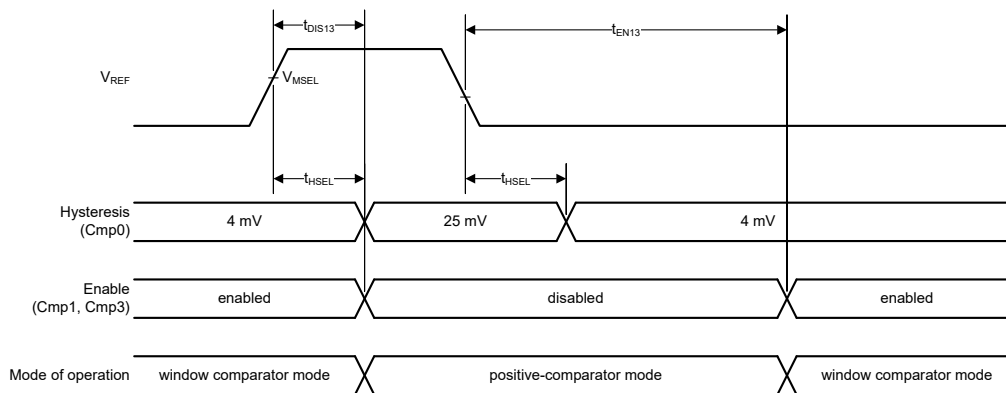 tDIS13
tEN13
VREF
VMSEL
tHSEL
tHSEL
Hysteresis
(Cmp0)
4 mV
25 mV
4 mV
Enable
(Cmp1, Cmp3)
enabled
disabled
enabled
Mode of operation
window comparator mode
positive-comparator mode
window comparator mode